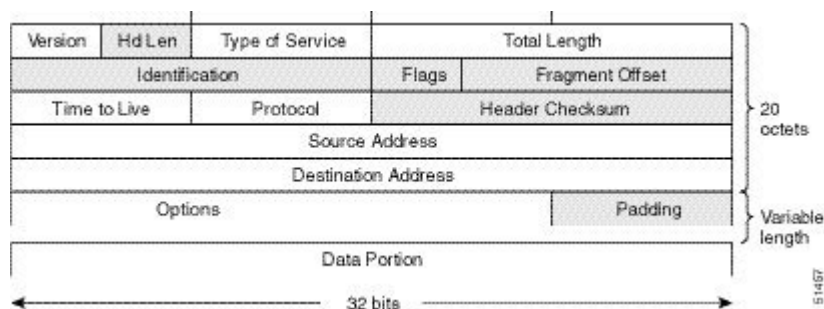 Version Hd Len Type of Service Total Length
Identification Flags Fragment Offset
Time to Live Protocol Header Checksum
20 octets
Source Address
Destination Address
Options Padding
Variable length
Data Portion
32 bits
51457